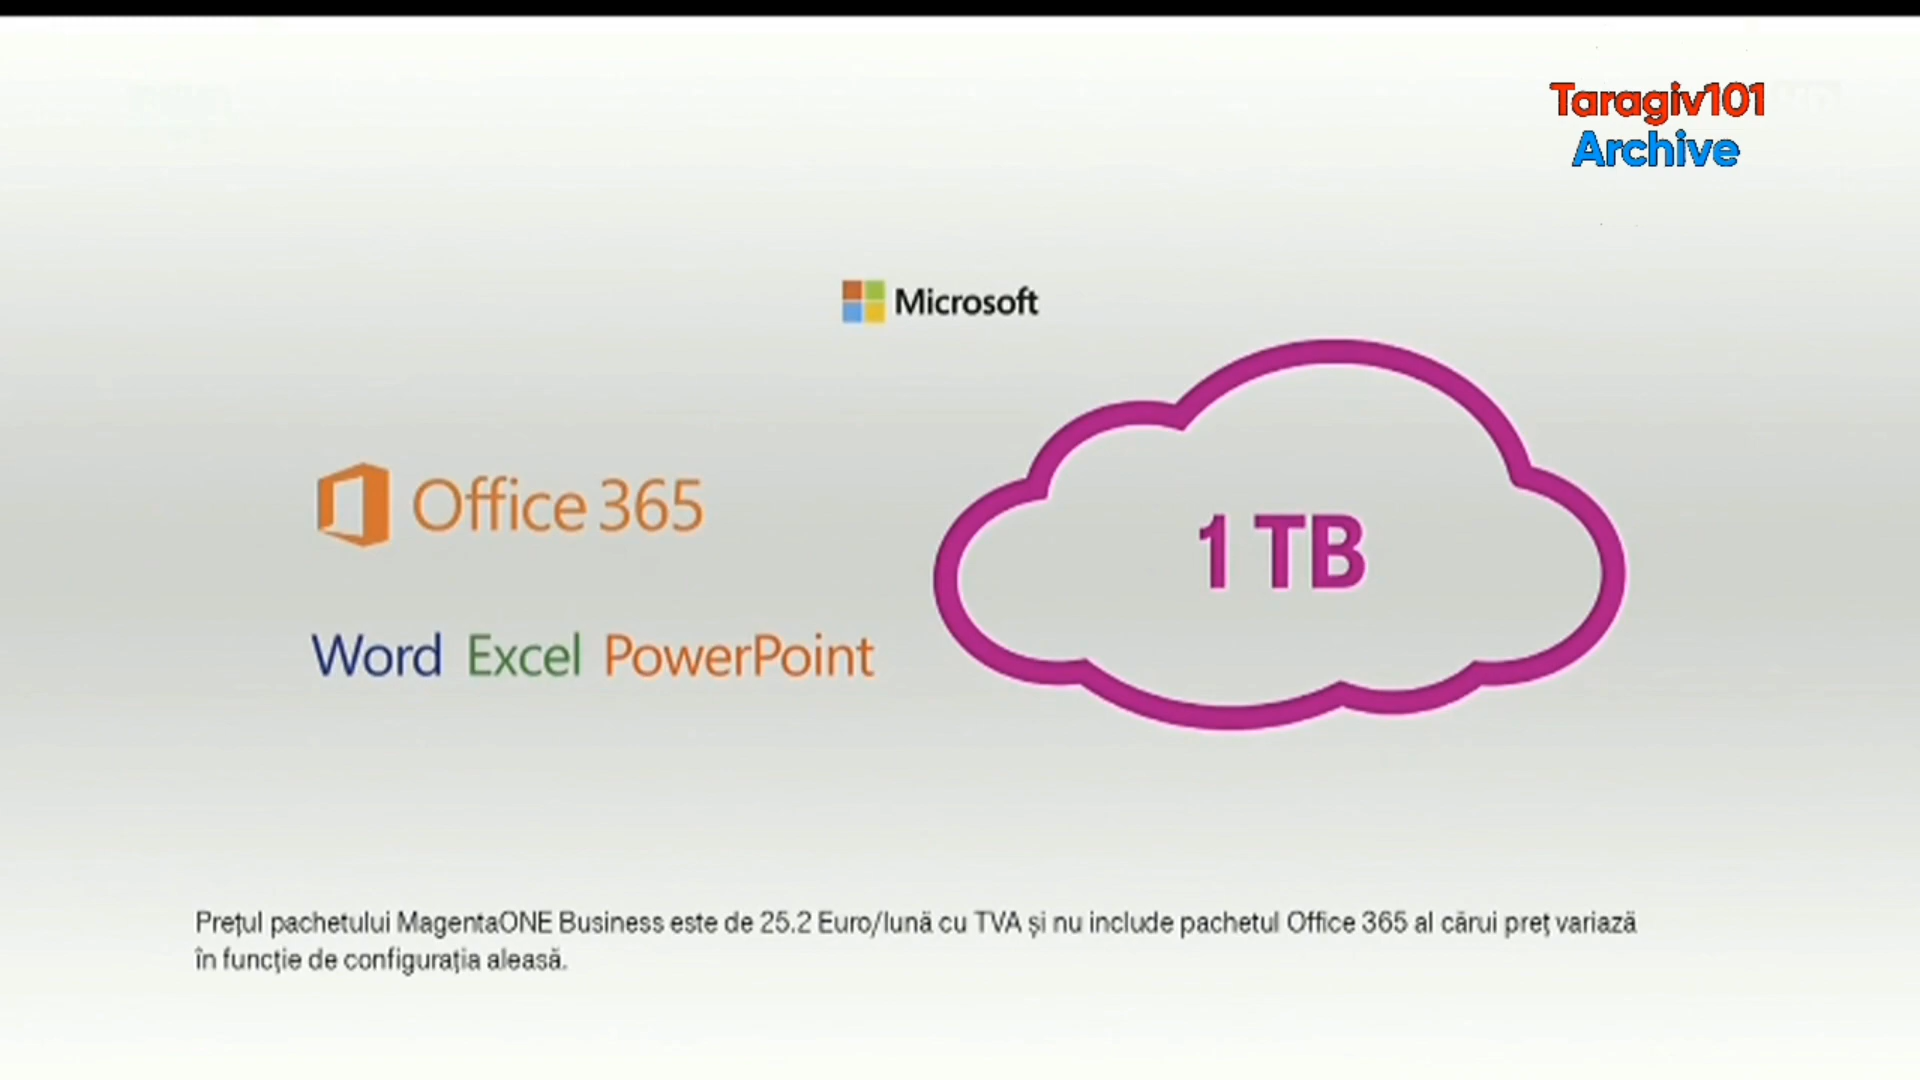 Taragiv101
Archive
Microsoft
Office 365
1 TB
Word Excel PowerPoint
Prețul pachetului MagentaONE Business este de 25.2 Euro/lună cu TVA și nu include pachetul Office 365 al cărui preț variază
în funcție de configurația aleasă.